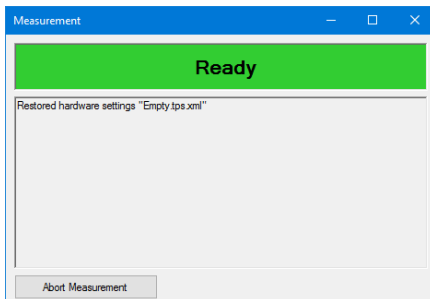 Measurement
Ready
Restored hardware settings "Empty.tps.xml"
Abort Measurement